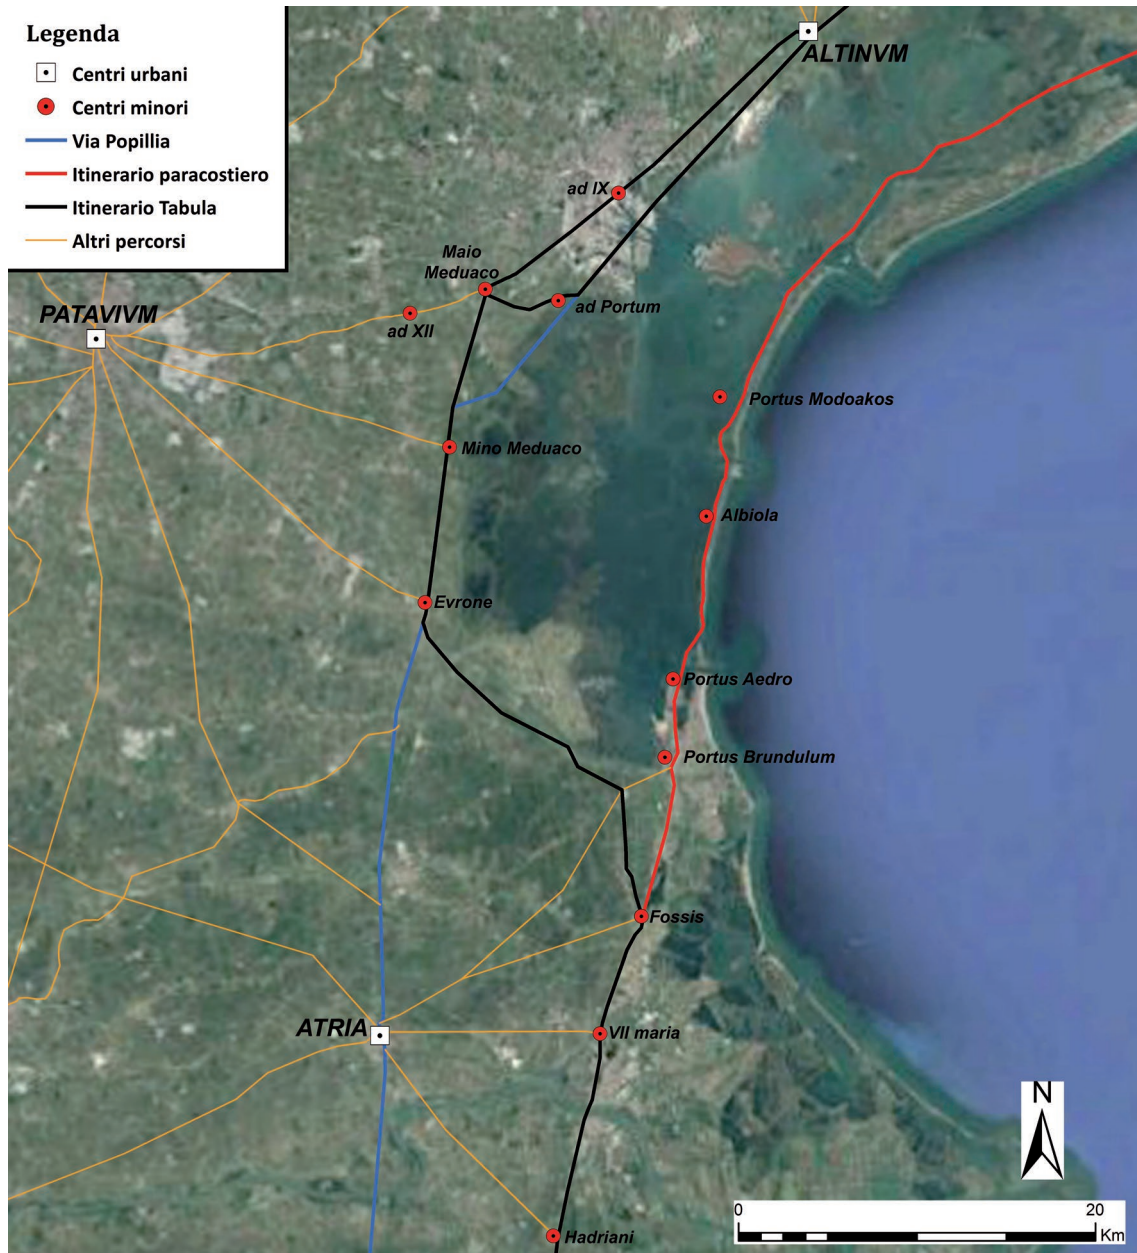 Legenda
Centri urbani
Centri minori
Via Popillia
Itinerario paracostiero
Itinerario Tabula
Altri percorsi
ALTINVM
ad IX
Maio
Meduaco
ad Portum
PATAVIVM
ad XII
Portus Modoakos
Mino Meduaco
Albiola
Evrone
Portus Aedro
Portus Brundulum
Fossis
ATRIA
VII maria
N
0 20
Km
Hadriani